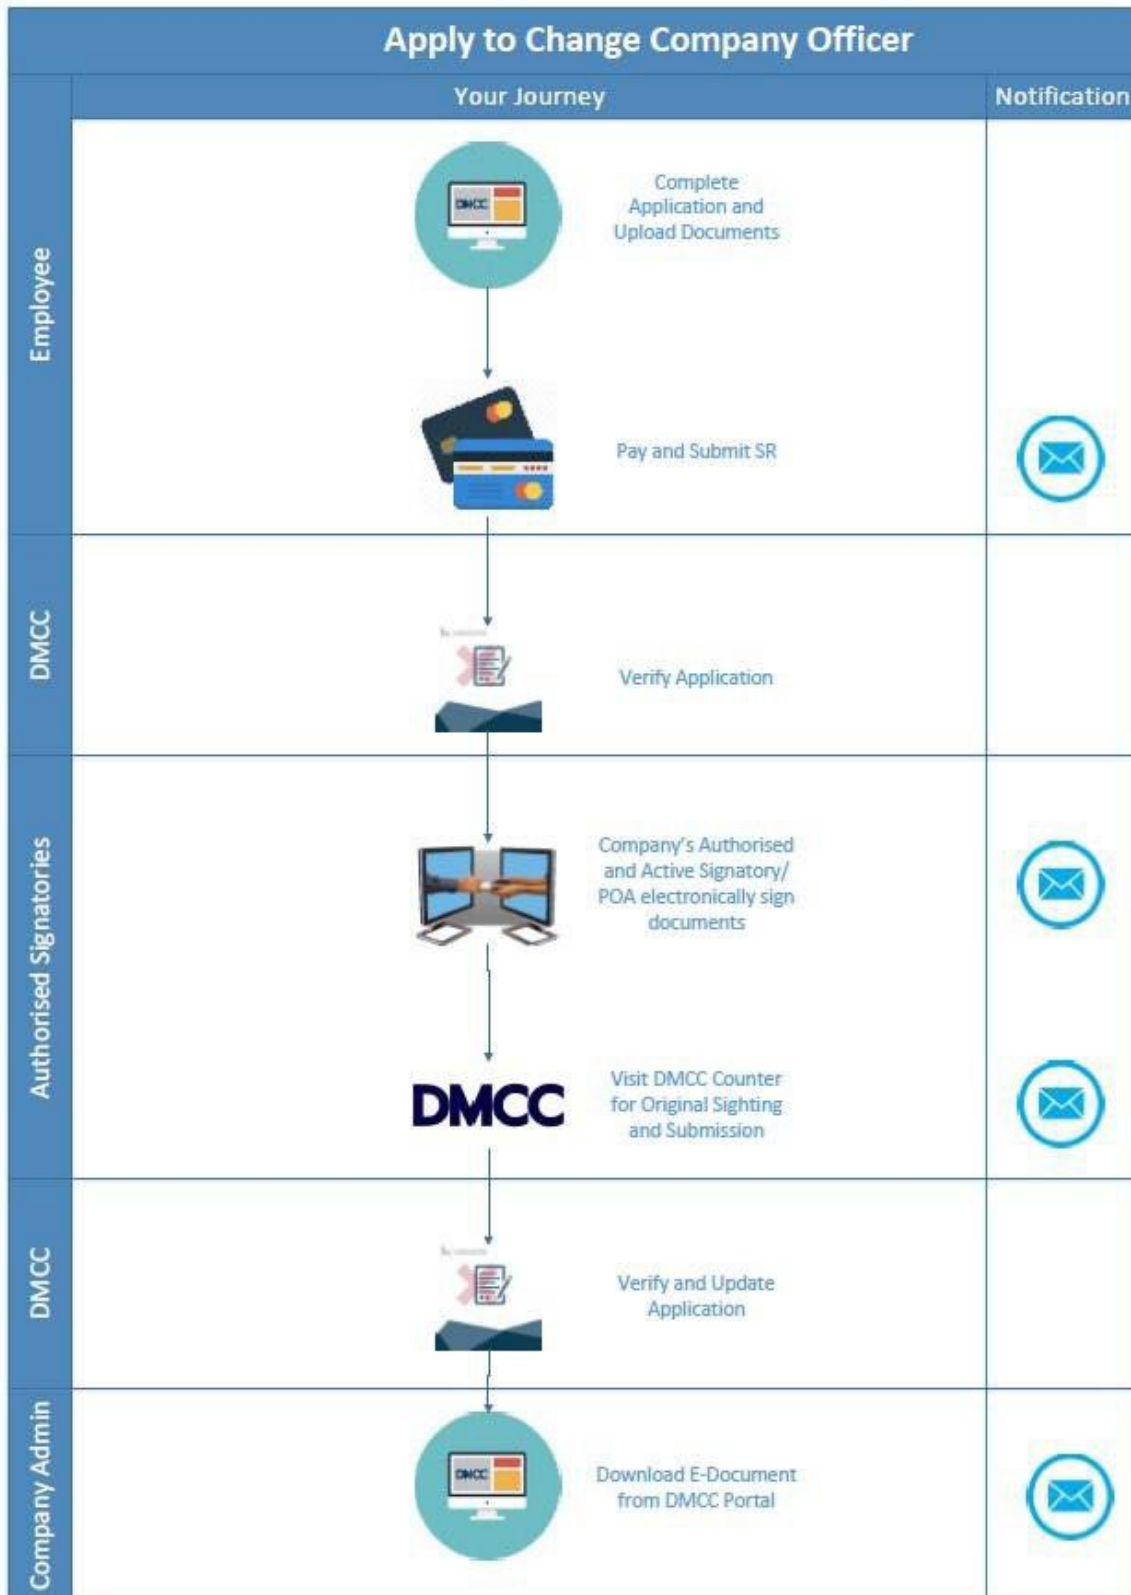 Apply to Change Company Officer
Your Journey
Notification
Employee
DMCC
Complete
Application and
Upload Documents
Pay and Submit SR
DMCC
Verify Application
Authorised Signatories
Company's Authorised
and Active Signatory/
POA electronically sign
documents
DMCC
Visit DMCC Counter
for Original Sighting
and Submission
DMCC
Verify and Update
Application
Company Admin
DMCC
Download E-Document
from DMCC Portal